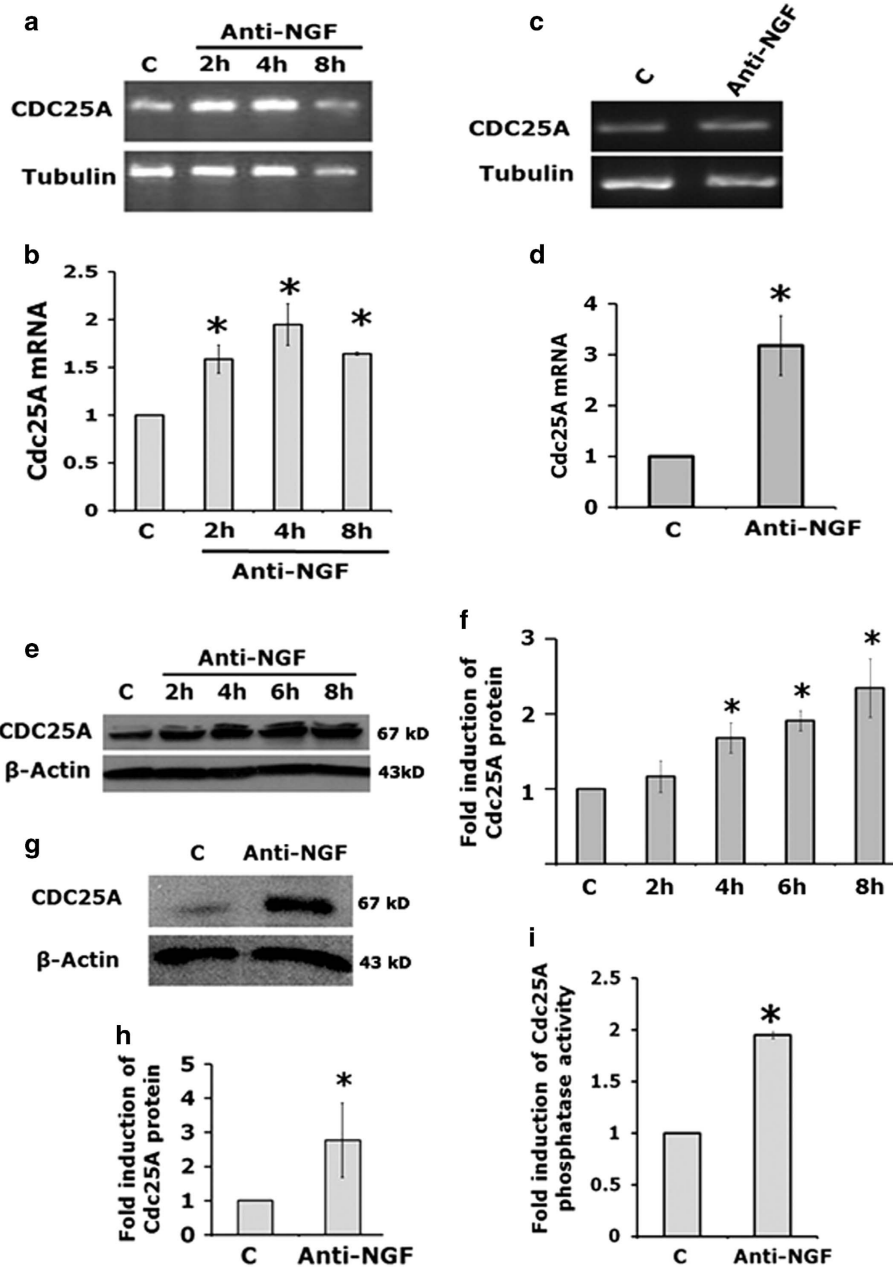 a
Anti-NGF
C 2h 4h 8h
CDC25A
Tubulin
b
2.5
2
1.5
1
0.5
0
Cdc25A mRNA
* * *
C 2h 4h 8h
Anti-NGF
c
C Anti-NGF
CDC25A
Tubulin
d
4
3
2
1
0
Cdc25A mRNA
*
C Anti-NGF
e
Anti-NGF
C 2h 4h 6h 8h
CDC25A 67 kD
β-Actin 43kD
f
3
2
1
Fold induction of
Cdc25A protein
* * *
C 2h 4h 6h 8h
g
C Anti-NGF
CDC25A 67 kD
β-Actin 43 kD
h
5
4
3
2
1
0
Fold induction of
Cdc25A protein
*
C Anti-NGF
i
2.5
2
1.5
1
0.5
0
Fold induction of Cdc25A
phosphatase activity
*
C Anti-NGF